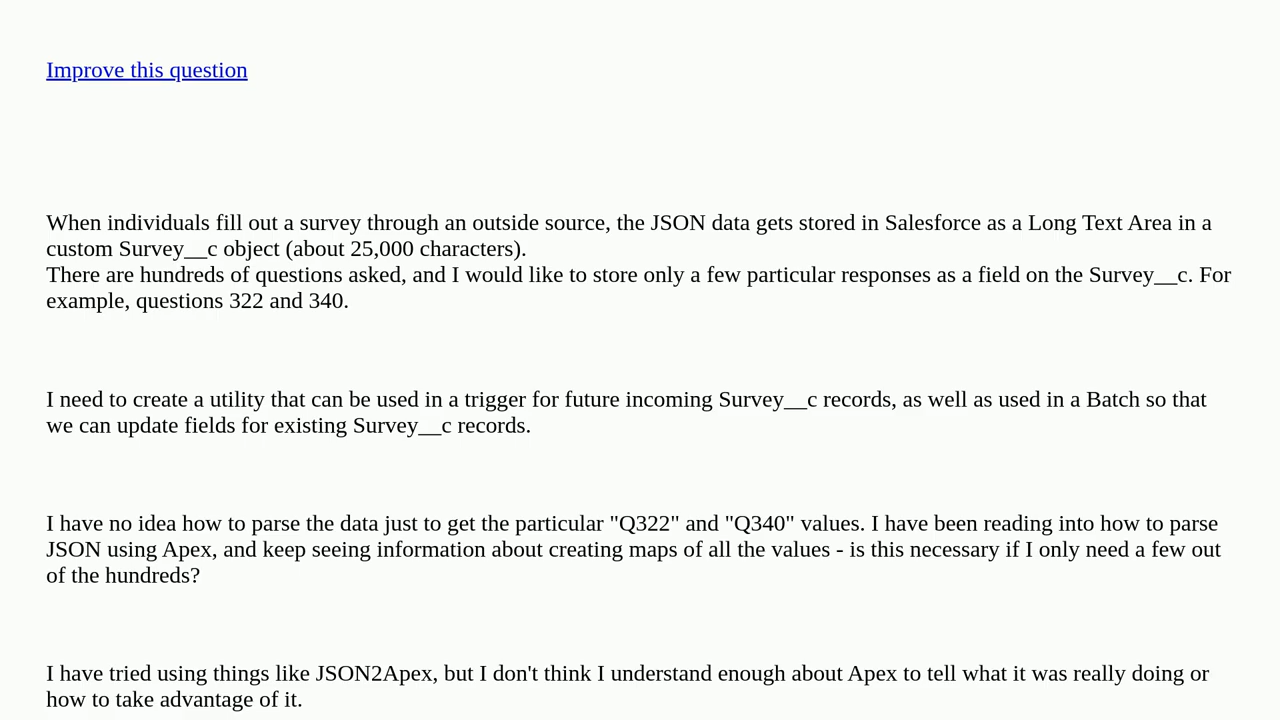 Improve this question
When individuals fill out a survey through an outside source, the JSON data gets stored in Salesforce as a Long Text Area in a
custom Survey__c object (about 25,000 characters).
There are hundreds of questions asked, and I would like to store only a few particular responses as a field on the Survey__c. For
example, questions 322 and 340.
I need to create a utility that can be used in a trigger for future incoming Survey__c records, as well as used in a Batch so that
we can update fields for existing Survey__c records.
I have no idea how to parse the data just to get the particular "Q322" and "Q340" values. I have been reading into how to parse
JSON using Apex, and keep seeing information about creating maps of all the values - is this necessary if I only need a few out
of the hundreds?
I have tried using things like JSON2Apex, but I don't think I understand enough about Apex to tell what it was really doing or
how to take advantage of it.